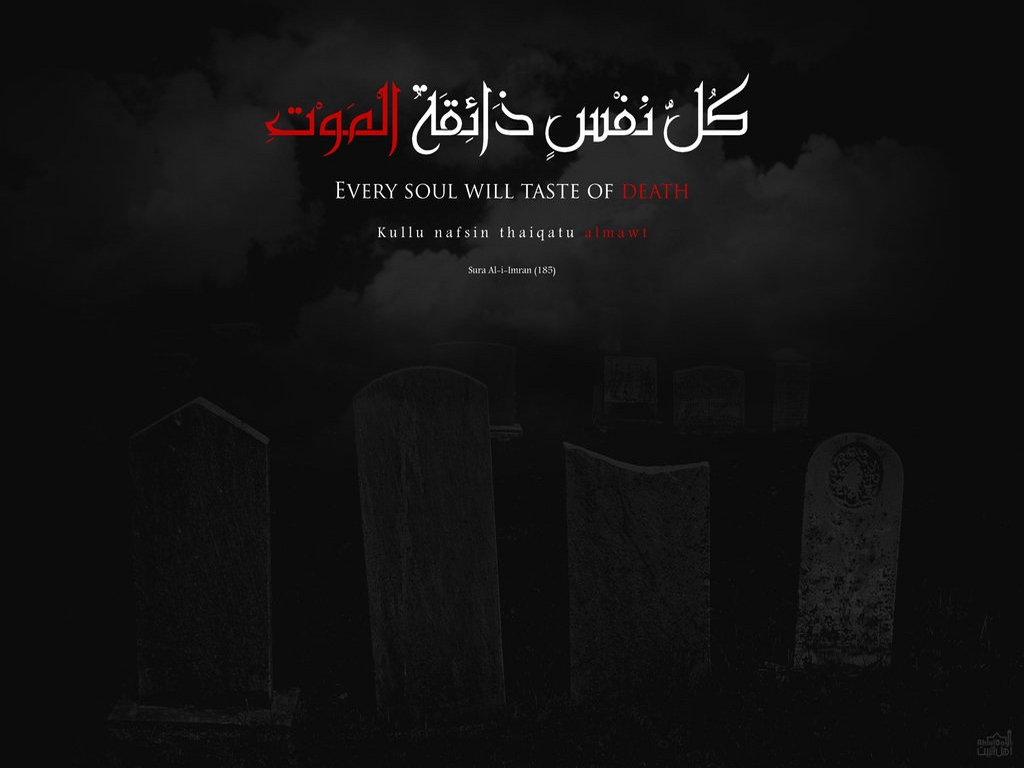 كُلُّ نَفْسٍ ذَائِقَةُ الْمَوْتِ
EVERY SOUL WILL TASTE OF DEATH
Kullu nafsin thaiqatu almawt
Sura Al-i-Imran (185)